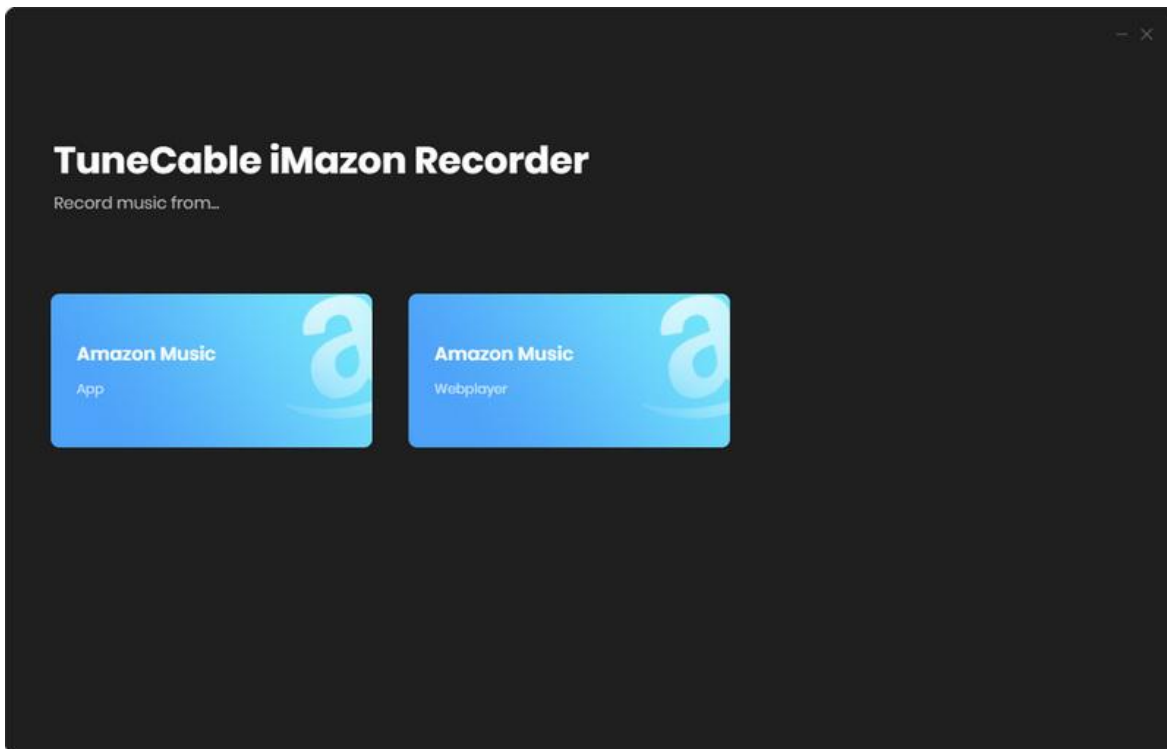 TuneCable iMazon Recorder
Record music from...
Amazon Music
App
Amazon Music
Webplayer